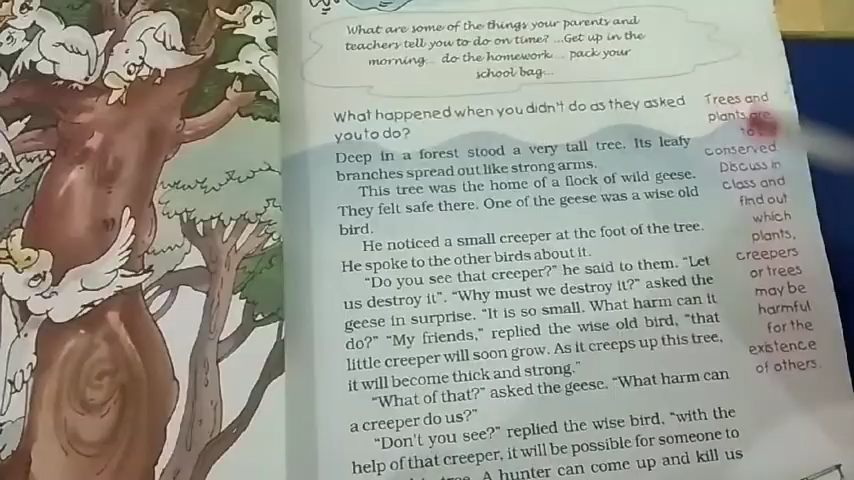 What are some of the things your parents and
teachers tell you to do on time? ...Get up in the
morning... do the homework... pack your
school bag...
What happened when you didn't do as they asked
you to do?
Deep in a forest stood a very tall tree. Its leafy
branches spread out like strong arms.
This tree was the home of a flock of wild geese.
They felt safe there. One of the geese was a wise old
bird.
He noticed a small creeper at the foot of the tree.
He spoke to the other birds about it.
"Do you see that creeper?" he said to them. "Let
us destroy it". "Why must we destroy it?" asked the
geese in surprise. "It is so small. What harm can it
do?" "My friends," replied the wise old bird, "that
little creeper will soon grow. As it creeps up this tree,
it will become thick and strong."
"What of that?" asked the geese. "What harm can
a creeper do us?"
"Don't you see?" replied the wise bird, "with the
help of that creeper, it will be possible for someone to
tree. A hunter can come up and kill us
Trees and
plants are
to
conserved
Discuss in
class and
find out
which
plants,
creepers
or trees
may be
harmful
for the
existence
of others.